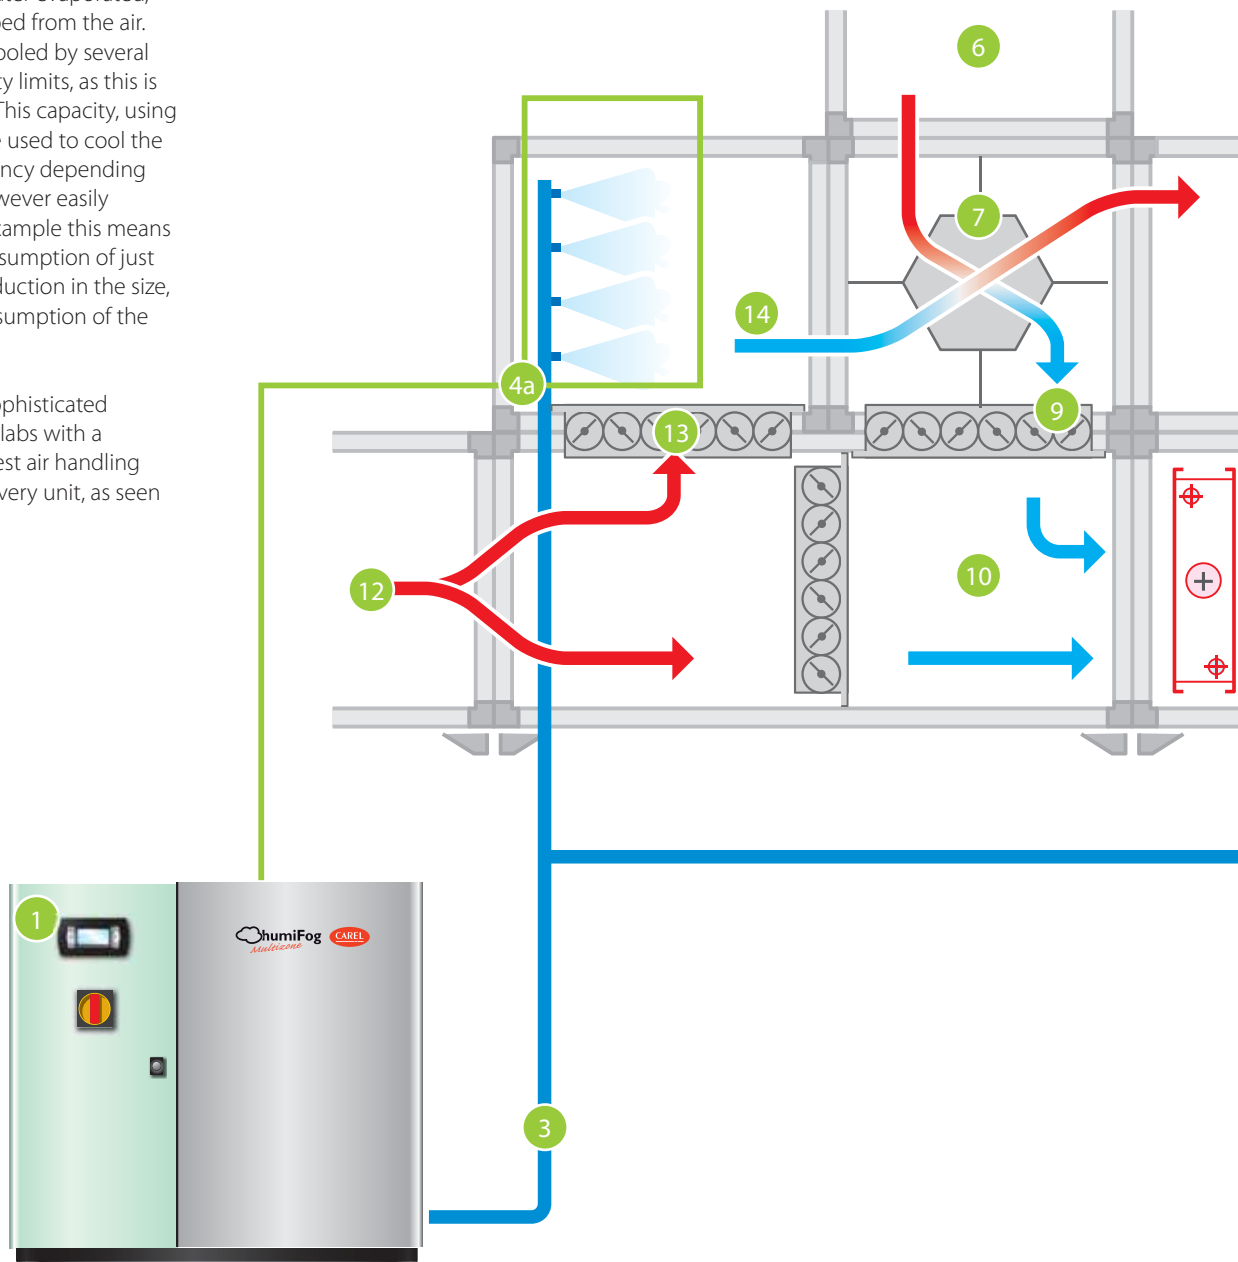 ped from the air.
ooled by several
cy limits, as this is
This capacity, using
e used to cool the
ency depending
wever easily
xample this means
sumption of just
duction in the size,
sumption of the
ophisticated
labs with a
est air handling
very unit, as seen
6
7
14
4a
9
13
12
10
1
humiFog CAREL
Multizone
3